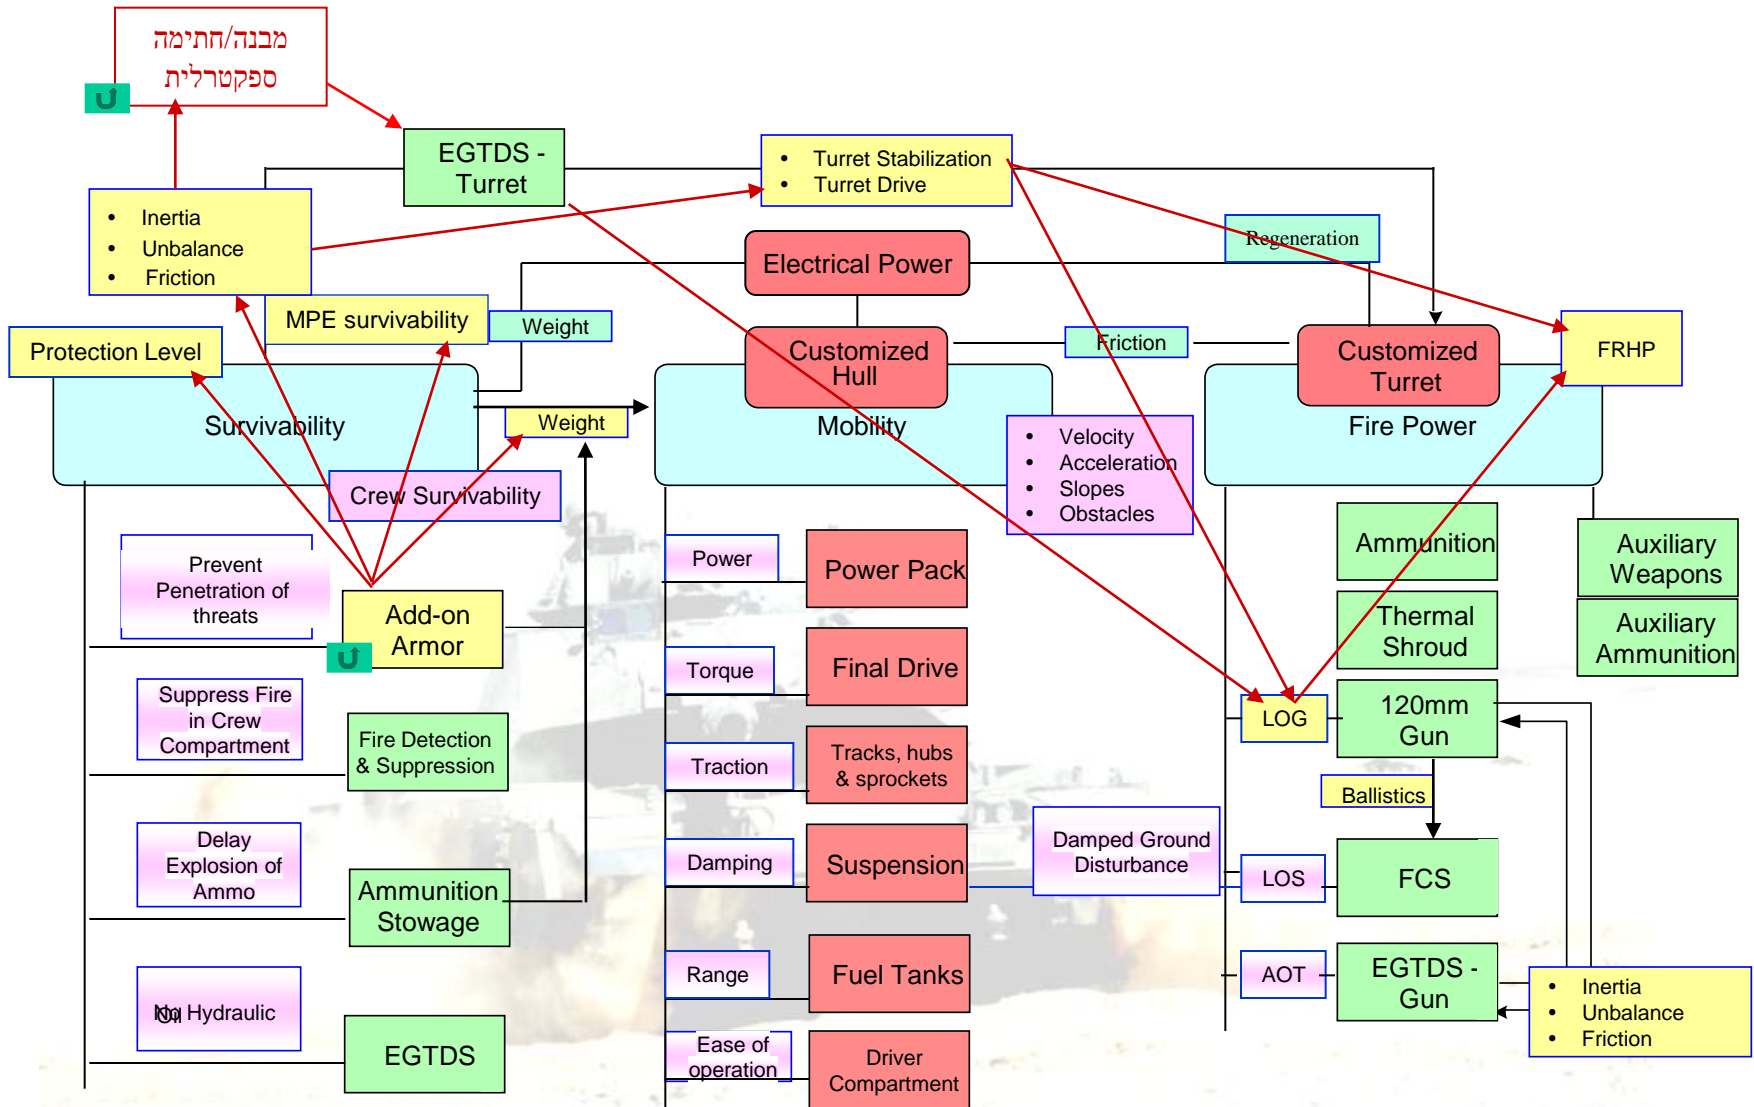 מבנה/חתימה
ספקטרלית
EGTDS -
Turret
• Turret Stabilization
• Turret Drive
• Inertia
• Unbalance
• Friction
Regeneration
Electrical Power
MPE survivability
Weight
Protection Level
Customized
Hull
Friction
Customized
Turret
FRHP
Survivability
Weight
Mobility
Fire Power
Crew Survivability
• Velocity
• Acceleration
• Slopes
• Obstacles
Prevent
Penetration of
threats
Add-on
Armor
Suppress Fire
in Crew
Compartment
Fire Detection
& Suppression
Delay
Explosion of
Ammo
Ammunition
Stowage
No Hydraulic
Oil
EGTDS
Power
Power Pack
Torque
Final Drive
Traction
Tracks, hubs
& sprockets
Damping
Suspension
Range
Fuel Tanks
Ease of
operation
Driver
Compartment
Damped Ground
Disturbance
Ammunition
Thermal
Shroud
Auxiliary
Weapons
Auxiliary
Ammunition
LOG
120mm
Gun
Ballistics
LOS
FCS
AOT
EGTDS -
Gun
• Inertia
• Unbalance
• Friction